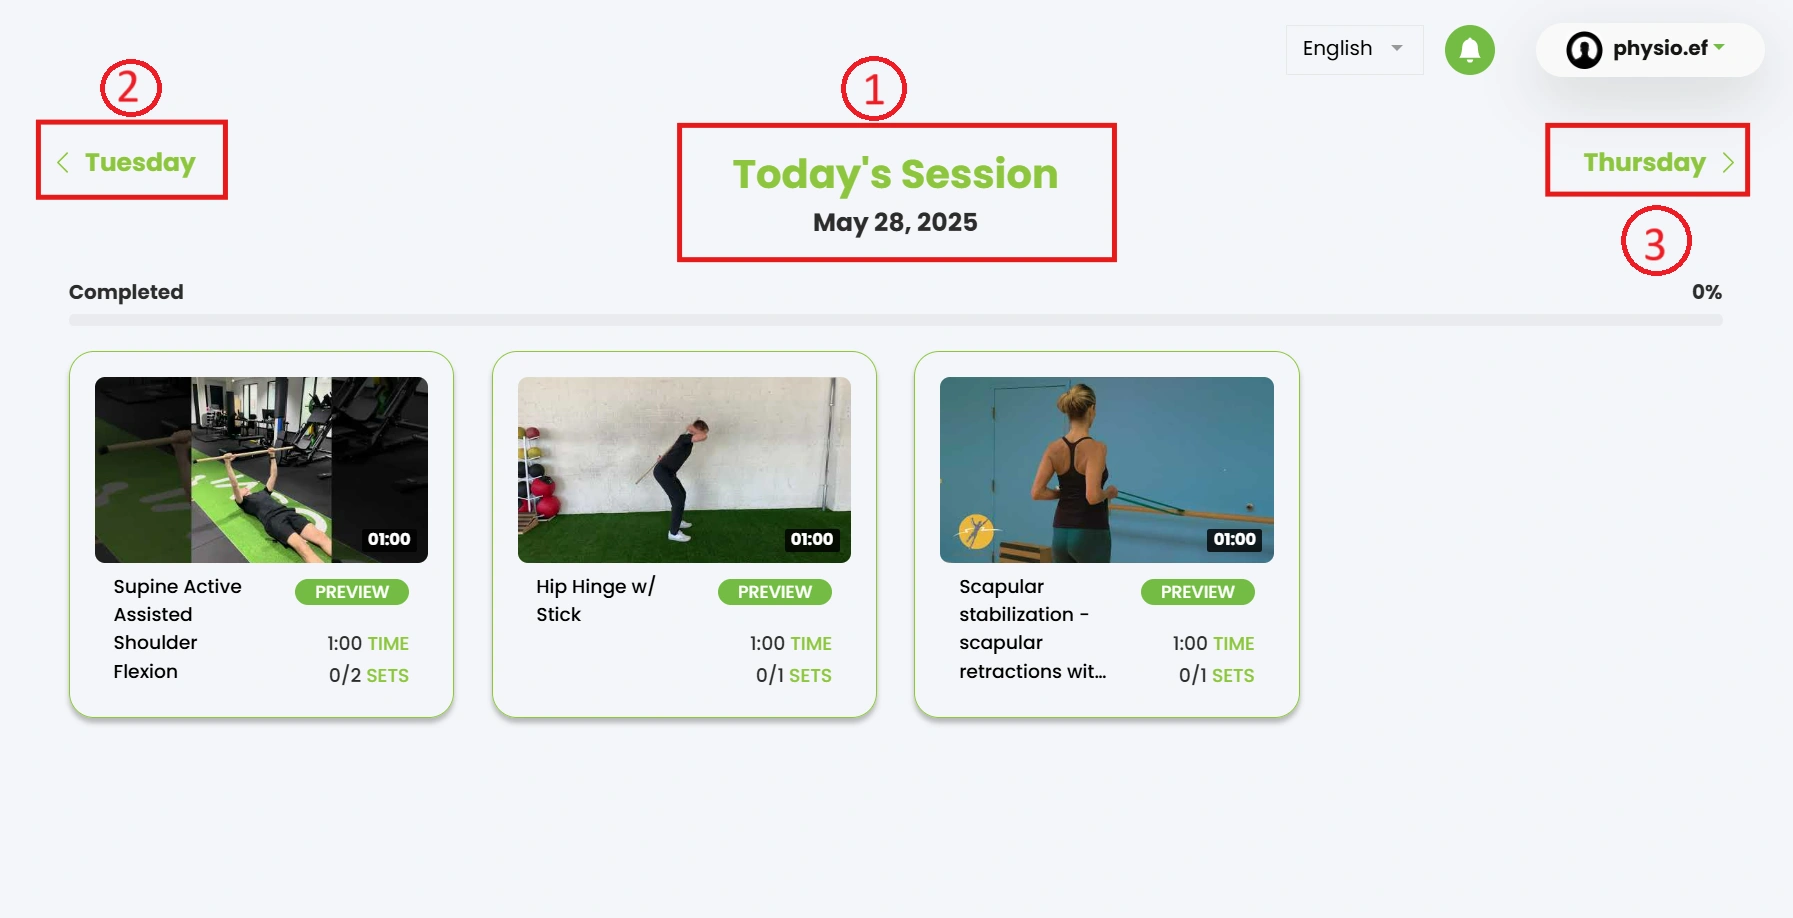 English
physio.ef
2
1
Tuesday
Today's Session
May 28, 2025
Thursday
3
Completed
0%
01:00
01:00
01:00
Supine Active
Assisted
Shoulder
Flexion
PREVIEW
1:00 TIME
0/2 SETS
Hip Hinge w/
Stick
PREVIEW
1:00 TIME
0/1 SETS
Scapular
stabilization -
scapular
retractions wit...
PREVIEW
1:00 TIME
0/1 SETS